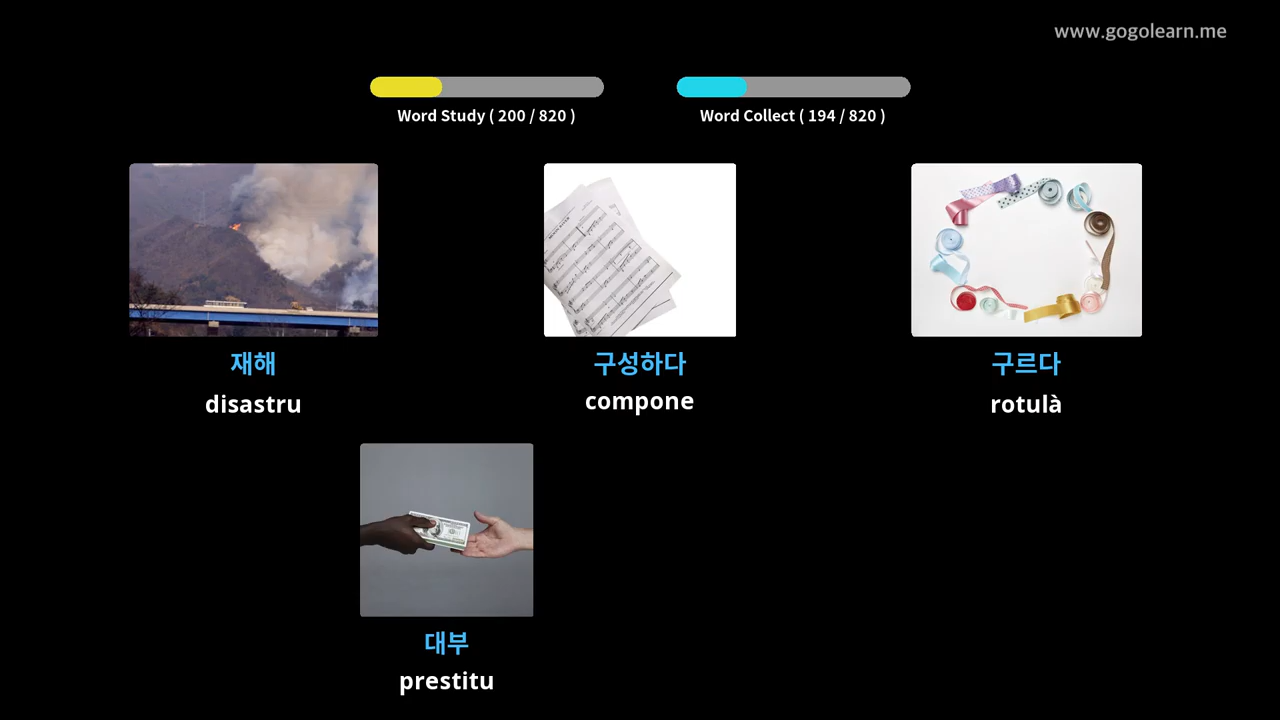 www.gogolearn.me
Word Study ( 200 / 820 )
Word Collect ( 194 / 820 )
재해
disastru
구성하다
compone
구르다
rotulà
대부
prestitu